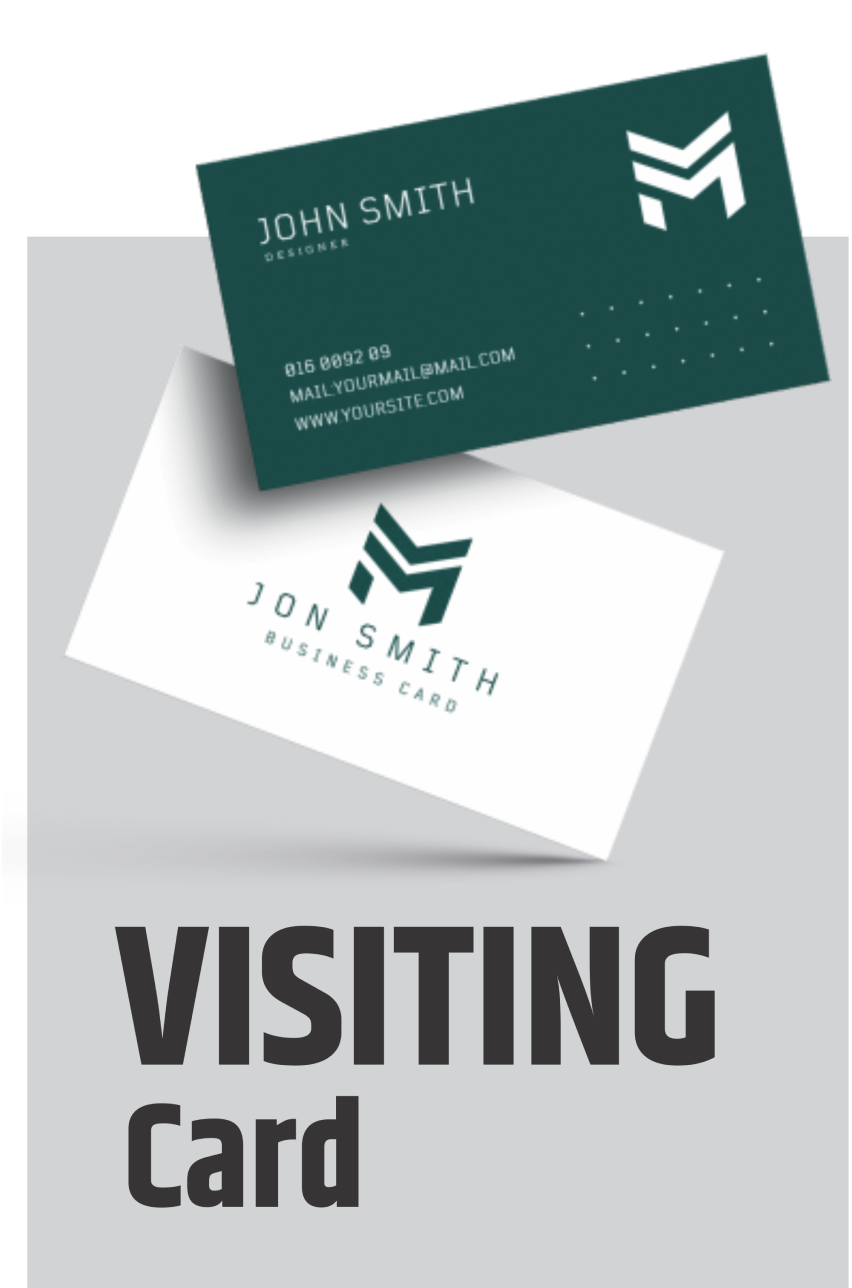 JOHN SMITH
DESIGNER
016 0092 09
MAIL:YOURMAIL@MAIL.COM
WWW.YOURSITE.COM
JON SMITH
BUSINESS CARD
VISITING
Card